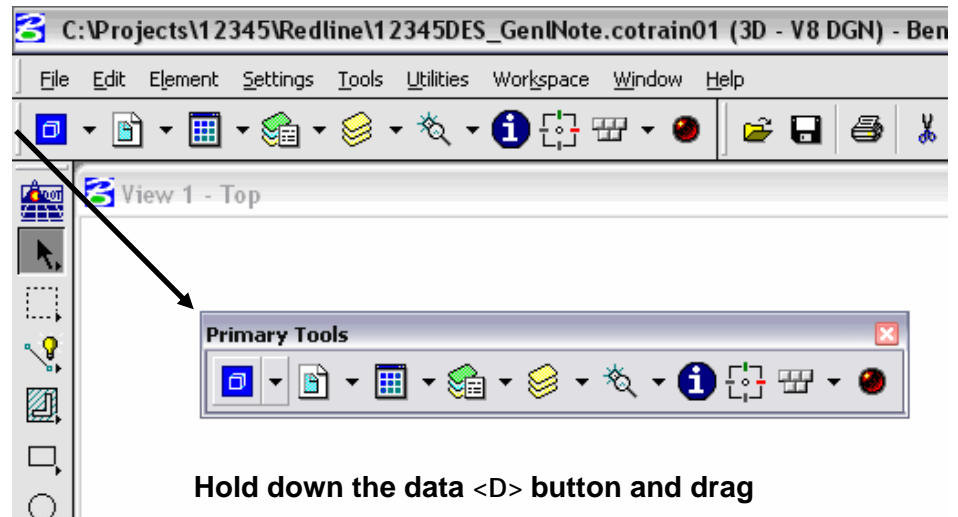 C:\Projects\12345\Redline\12345DES_GenlNote.cotrain01 (3D - V8 DGN) - Ben
File Edit Element Settings Tools Utilities Workspace Window Help
DOT
View 1 - Top
Primary Tools
Hold down the data <D> button and drag